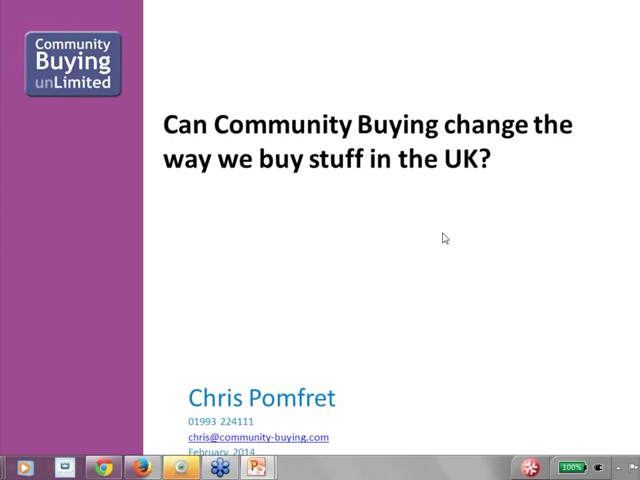 Community
Buying
unLimited
Can Community Buying change the
way we buy stuff in the UK?
Chris Pomfret
01993 224111
chris@community-buying.com
February 2014
100%